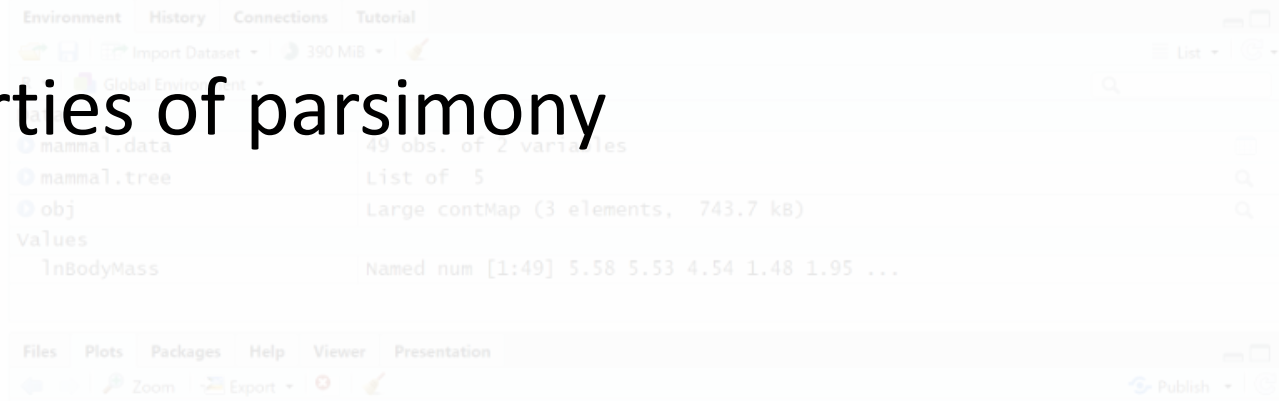 Environment History Connections Tutorial
Import Dataset 390 MiB List
R Global Environment
rties of parsimony
Data
mammal.data 49 obs. of 2 variables
mammal.tree List of 5
obj Large contMap (3 elements, 743.7 kB)
Values
lnBodyMass Named num [1:49] 5.58 5.53 4.54 1.48 1.95 ...
Files Plots Packages Help Viewer Presentation
Zoom Export Publish